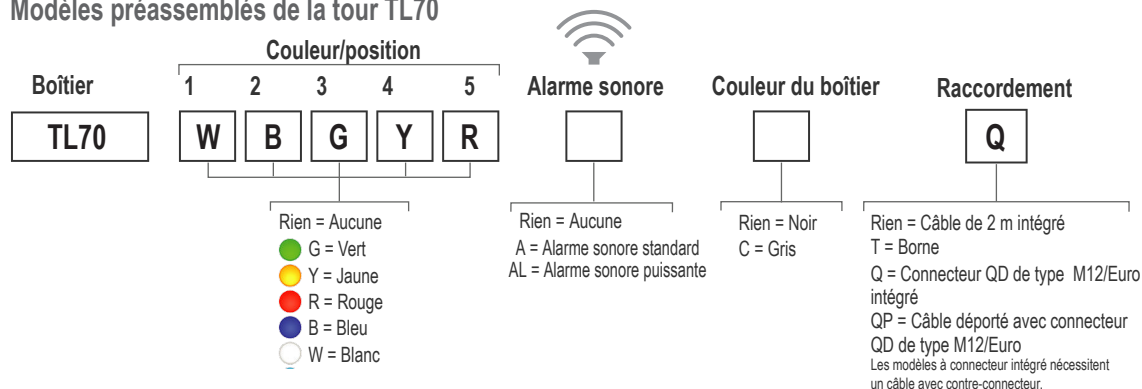 Modèles préassemblés de la tour TL70
Couleur/position
Boîtier
1 2 3 4 5
Alarme sonore
Couleur du boîtier
Raccordement
TL70
W B G Y R
Q
Rien = Aucune
G = Vert
Y = Jaune
R = Rouge
B = Bleu
W = Blanc
Rien = Aucune
A = Alarme sonore standard
AL = Alarme sonore puissante
Rien = Noir
C = Gris
Rien = Câble de 2 m intégré
T = Borne
Q = Connecteur QD de type M12/Euro
intégré
QP = Câble déporté avec connecteur
QD de type M12/Euro
Les modèles à connecteur intégré nécessitent
un câble avec contre-connecteur.